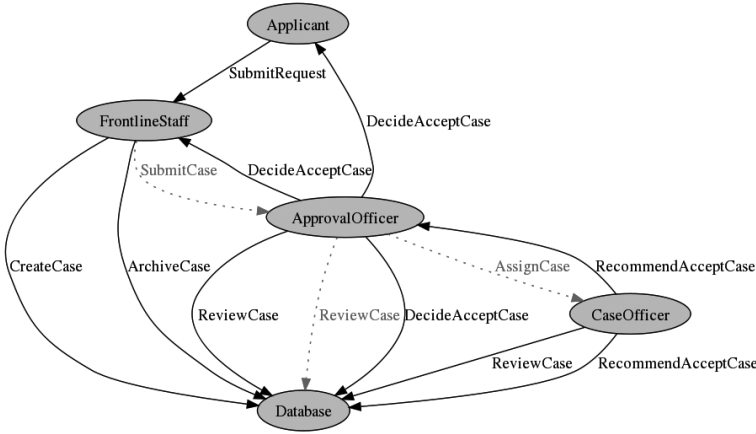 Applicant
SubmitRequest
FrontlineStaff
DecideAcceptCase
SubmitCase
DecideAcceptCase
ApprovalOfficer
CreateCase
ArchiveCase
AssignCase
RecommendAcceptCase
ReviewCase
ReviewCase
DecideAcceptCase
CaseOfficer
ReviewCase
RecommendAcceptCase
Database